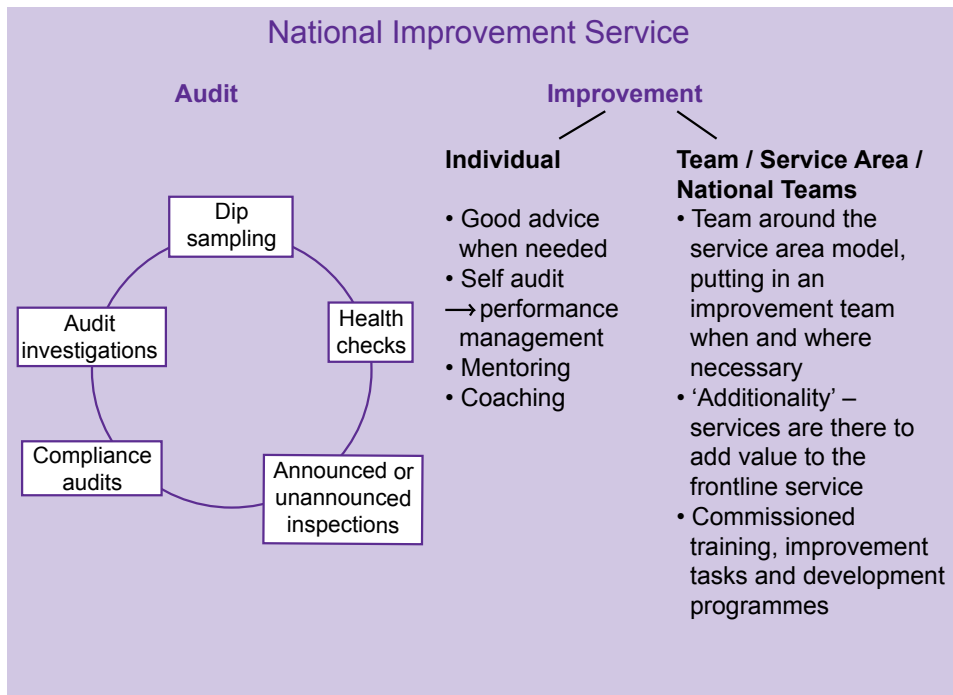 National Improvement Service
Audit
Dip
sampling
Health
checks
Announced or
unannounced
inspections
Compliance
audits
Audit
investigations
Improvement
Individual
• Good advice
when needed
• Self audit
→ performance
management
• Mentoring
• Coaching
Team / Service Area /
National Teams
• Team around the
service area model,
putting in an
improvement team
when and where
necessary
• ‘Additionality’ –
services are there to
add value to the
frontline service
• Commissioned
training, improvement
tasks and development
programmes